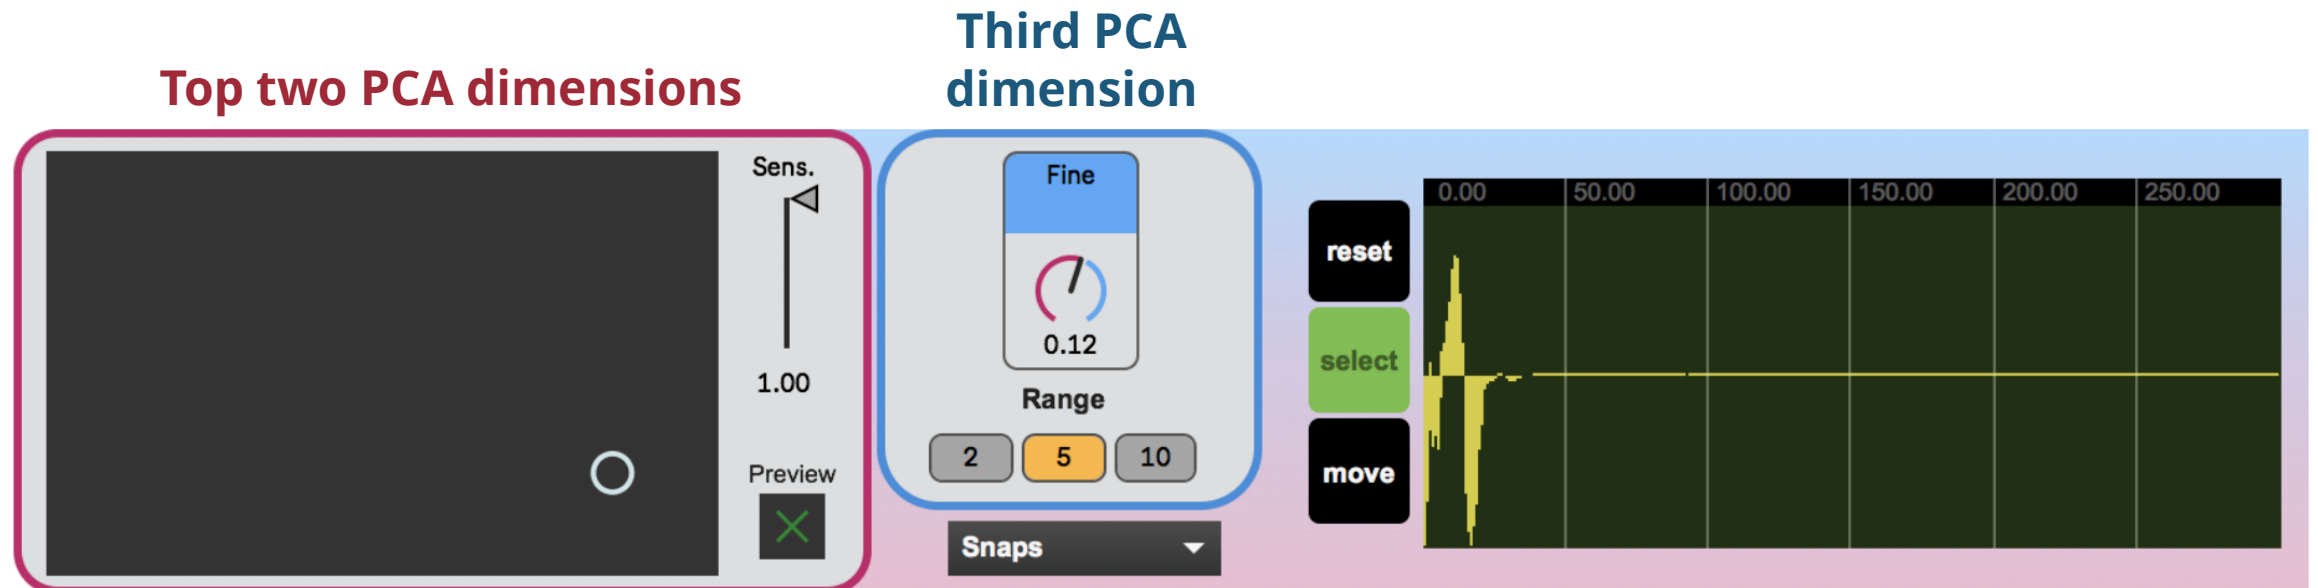 Top two PCA dimensions
Third PCA
dimension
Sens.
1.00
Preview
Fine
0.12
Range
2 5 10
Snaps
reset
select
move
0.00 50.00 100.00 150.00 200.00 250.00